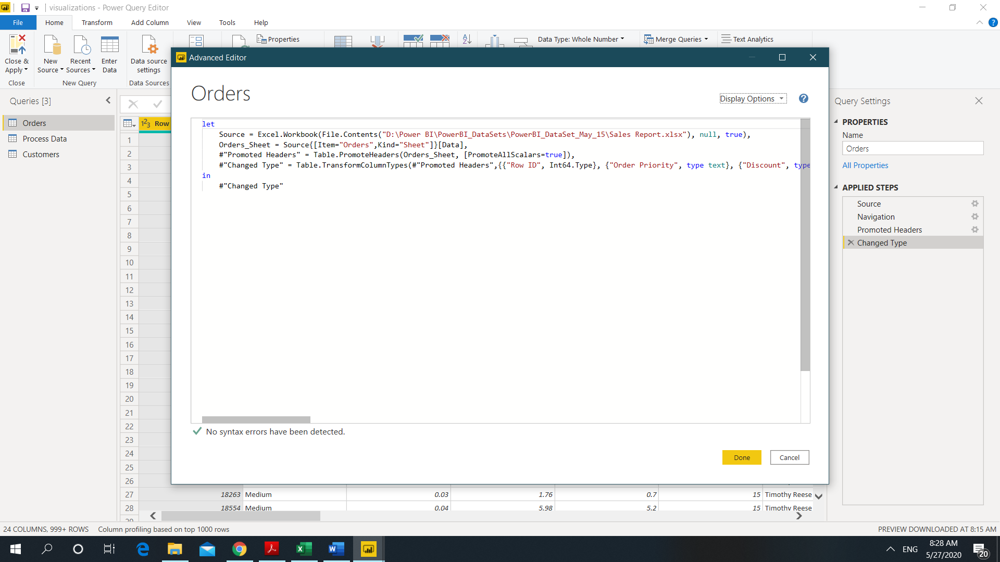 visualizations - Power Query Editor
File Home Transform Add Column View Tools Help
Close & Apply
New Source
Recent Sources
Enter Data
Data source settings
Properties
Data Type: Whole Number
Merge Queries
Text Analytics
Close
New Query
Data Sources
Queries [3]
Orders
Process Data
Customers
Row
1
2
3
4
5
6
7
8
9
10
11
12
13
14
15
16
17
18
19
20
21
22
23
24
25
26
27 18263 Medium 0.03 1.76 0.7 15 Timothy Reese
28 18554 Medium 0.04 5.98 5.2 15 Timothy Reese
29
Advanced Editor
Orders
Display Options
let
Source = Excel.Workbook(File.Contents("D:\Power BI\PowerBI_DataSets\PowerBI_DataSet_May_15\Sales Report.xlsx"), null, true),
Orders_Sheet = Source{[Item="Orders",Kind="Sheet"]}[Data],
#"Promoted Headers" = Table.PromoteHeaders(Orders_Sheet, [PromoteAllScalars=true]),
#"Changed Type" = Table.TransformColumnTypes(#"Promoted Headers",{{"Row ID", Int64.Type}, {"Order Priority", type text}, {"Discount", type
in
#"Changed Type"
No syntax errors have been detected.
Done
Cancel
Query Settings
PROPERTIES
Name
Orders
All Properties
APPLIED STEPS
Source
Navigation
Promoted Headers
Changed Type
24 COLUMNS, 999+ ROWS Column profiling based on top 1000 rows
PREVIEW DOWNLOADED AT 8:15 AM
ENG
8:28 AM
5/27/2020
20